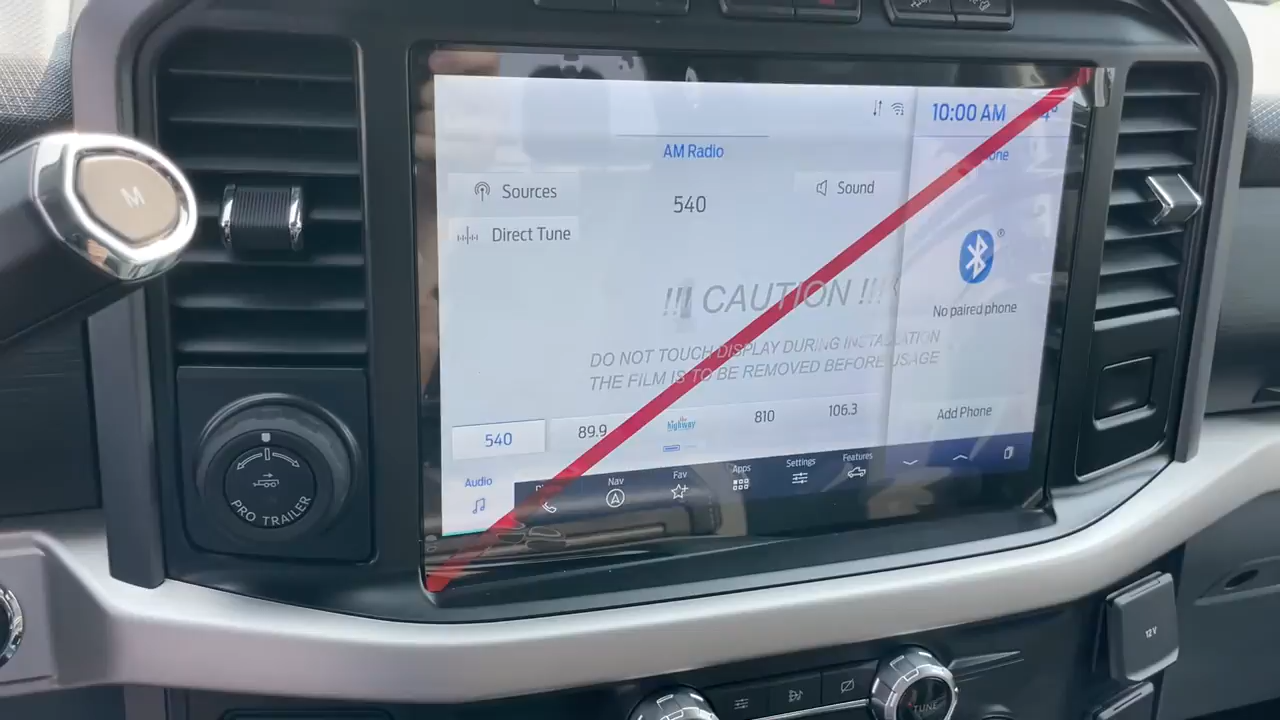 M
10:00 AM
AM Radio
Sources
540
Sound
Direct Tune
!!! CAUTION !!!
DO NOT TOUCH DISPLAY DURING INSTALLATION
THE FILM IS TO BE REMOVED BEFORE USAGE
®
No paired phone
Add Phone
540
89.9
highway
810
106.3
Audio
Nav
Fav
Apps
Settings
Features
PRO TRAILER
12V
TUNE